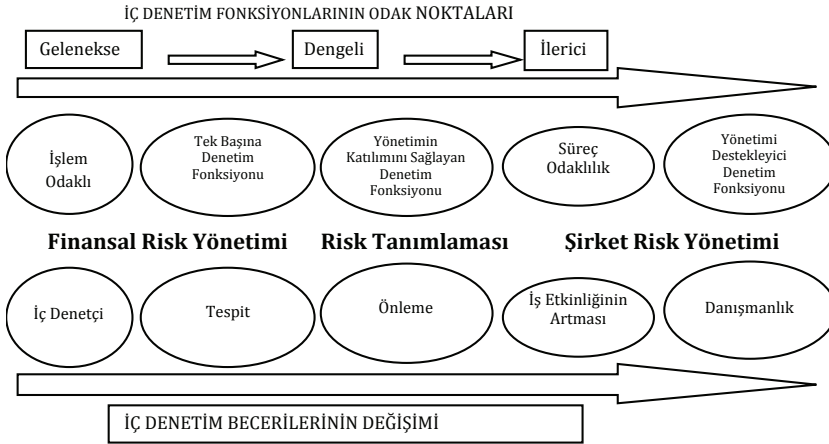 İÇ DENETİM FONKSİYONLARININ ODAK NOKTALARI
Gelenekse
Dengeli
İlerici
İşlem
Odaklı
Tek Başına
Denetim
Fonksiyonu
Yönetimin
Katılımını Sağlayan
Denetim
Fonksiyonu
Süreç
Odaklılık
Yönetimi
Destekleyici
Denetim
Fonksiyonu
Finansal Risk Yönetimi
Risk Tanımlaması
Şirket Risk Yönetimi
İç Denetçi
Tespit
Önleme
İş Etkinliğinin
Artması
Danışmanlık
İÇ DENETİM BECERİLERİNİN DEĞİŞİMİ